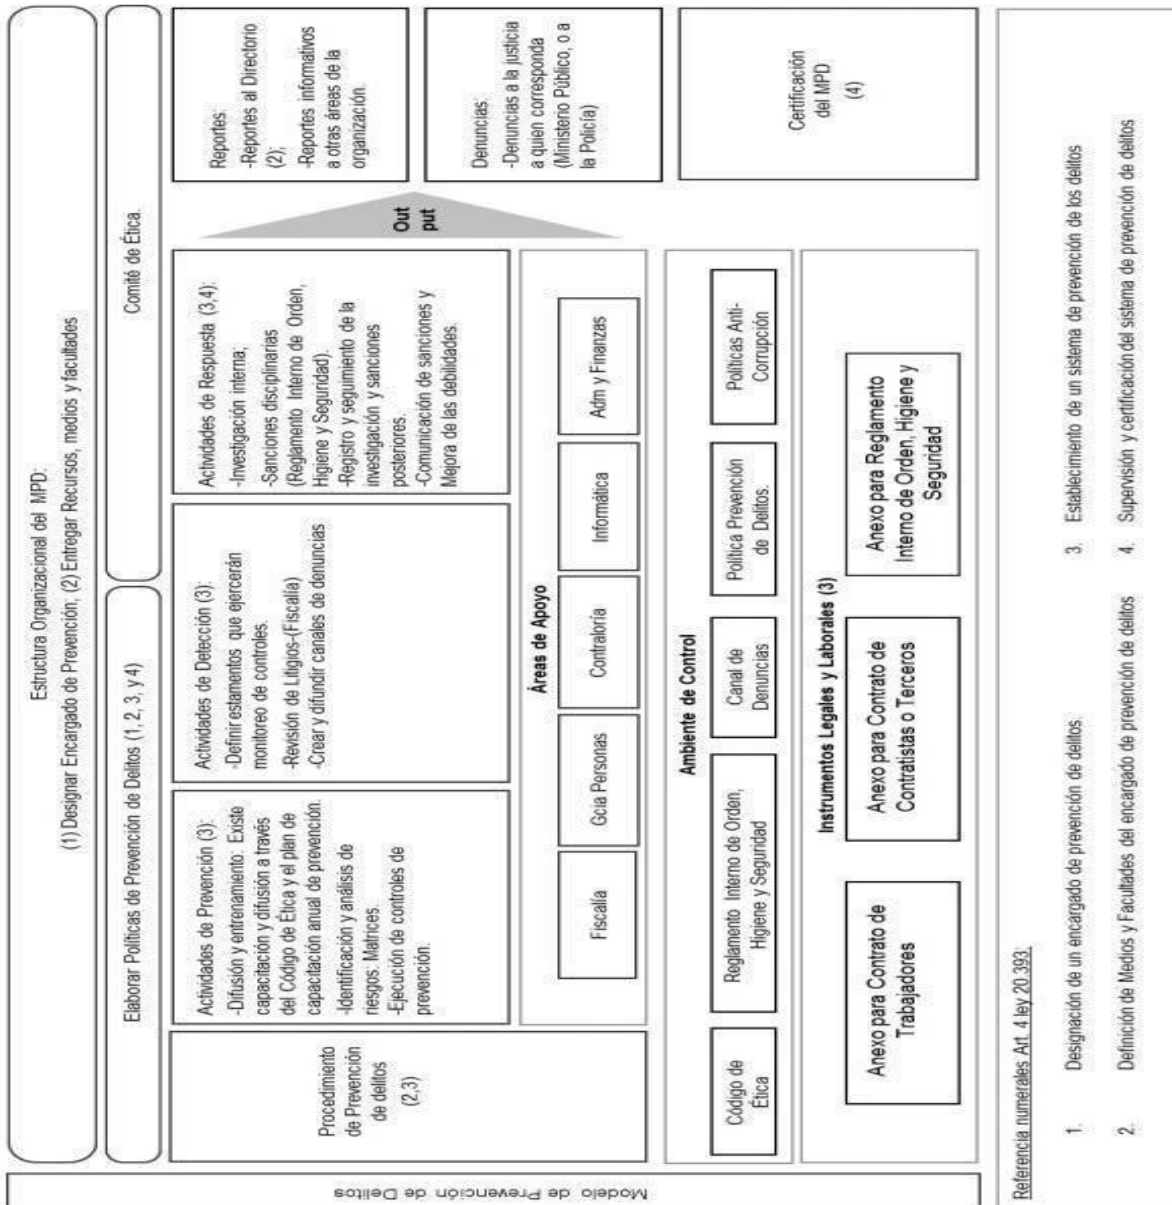 Modelo de Prevención de Delitos
Estructura Organizacional del MPD:
(1) Designar Encargado de Prevención; (2) Entregar Recursos, medios y facultades
Elaborar Políticas de Prevención de Delitos (1, 2, 3, y 4)
Comité de Ética.
Procedimiento
de Prevención
de delitos
(2,3)
Actividades de Prevención (3):
-Difusión y entrenamiento: Existe
capacitación y difusión a través
del Código de Ética y el plan de
capacitación anual de prevención.
-Identificación y análisis de
riesgos. Matrices.
-Ejecución de controles de
prevención.
Actividades de Detección (3):
-Definir estamentos que ejercerán
monitoreo de controles.
-Revisión de Litigios-(Fiscalía)
-Crear y difundir canales de denuncias
Actividades de Respuesta (3,4):
-Investigación interna;
-Sanciones disciplinarias
(Reglamento Interno de Orden,
Higiene y Seguridad).
-Registro y seguimiento de la
investigación y sanciones
posteriores.
-Comunicación de sanciones y
Mejora de las debilidades.
Out
put
Reportes:
-Reportes al Directorio
(2);
-Reportes informativos
a otras áreas de la
organización.
Denuncias:
-Denuncias a la justicia
a quien corresponda
(Ministerio Público, o a
la Policía)
Certificación
del MPD
(4)
Áreas de Apoyo
Fiscalía
Gcia Personas
Contraloría
Informática
Adm y Finanzas
Ambiente de Control
Código de
Ética
Reglamento Interno de Orden,
Higiene y Seguridad
Canal de
Denuncias
Política Prevención
de Delitos.
Políticas Anti-
Corrupción
Instrumentos Legales y Laborales (3)
Anexo para Contrato de
Trabajadores
Anexo para Contrato de
Contratistas o Terceros
Anexo para Reglamento
Interno de Orden, Higiene y
Seguridad
Referencia numerales Art. 4 ley 20.393:
1. Designación de un encargado de prevención de delitos.
2. Definición de Medios y Facultades del encargado de prevención de delitos
3. Establecimiento de un sistema de prevención de los delitos
4. Supervisión y certificación del sistema de prevención de delitos